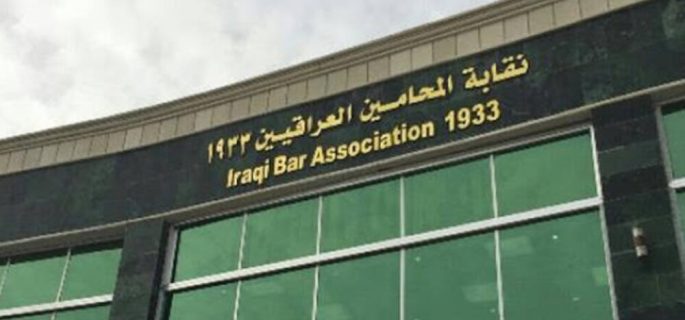 نقابة المحامين العراقيين ١٩٣٣
Iraqi Bar Association 1933